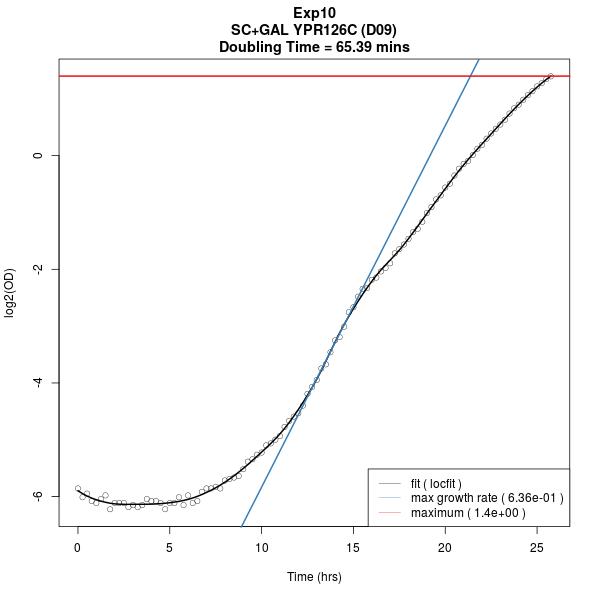 Exp10
SC+GAL YPR126C (D09)
Doubling Time = 65.39 mins
log2(OD)
0
-2
-4
-6
fit ( locfit )
max growth rate ( 6.36e-01 )
maximum ( 1.4e+00 )
0 5 10 15 20 25
Time (hrs)